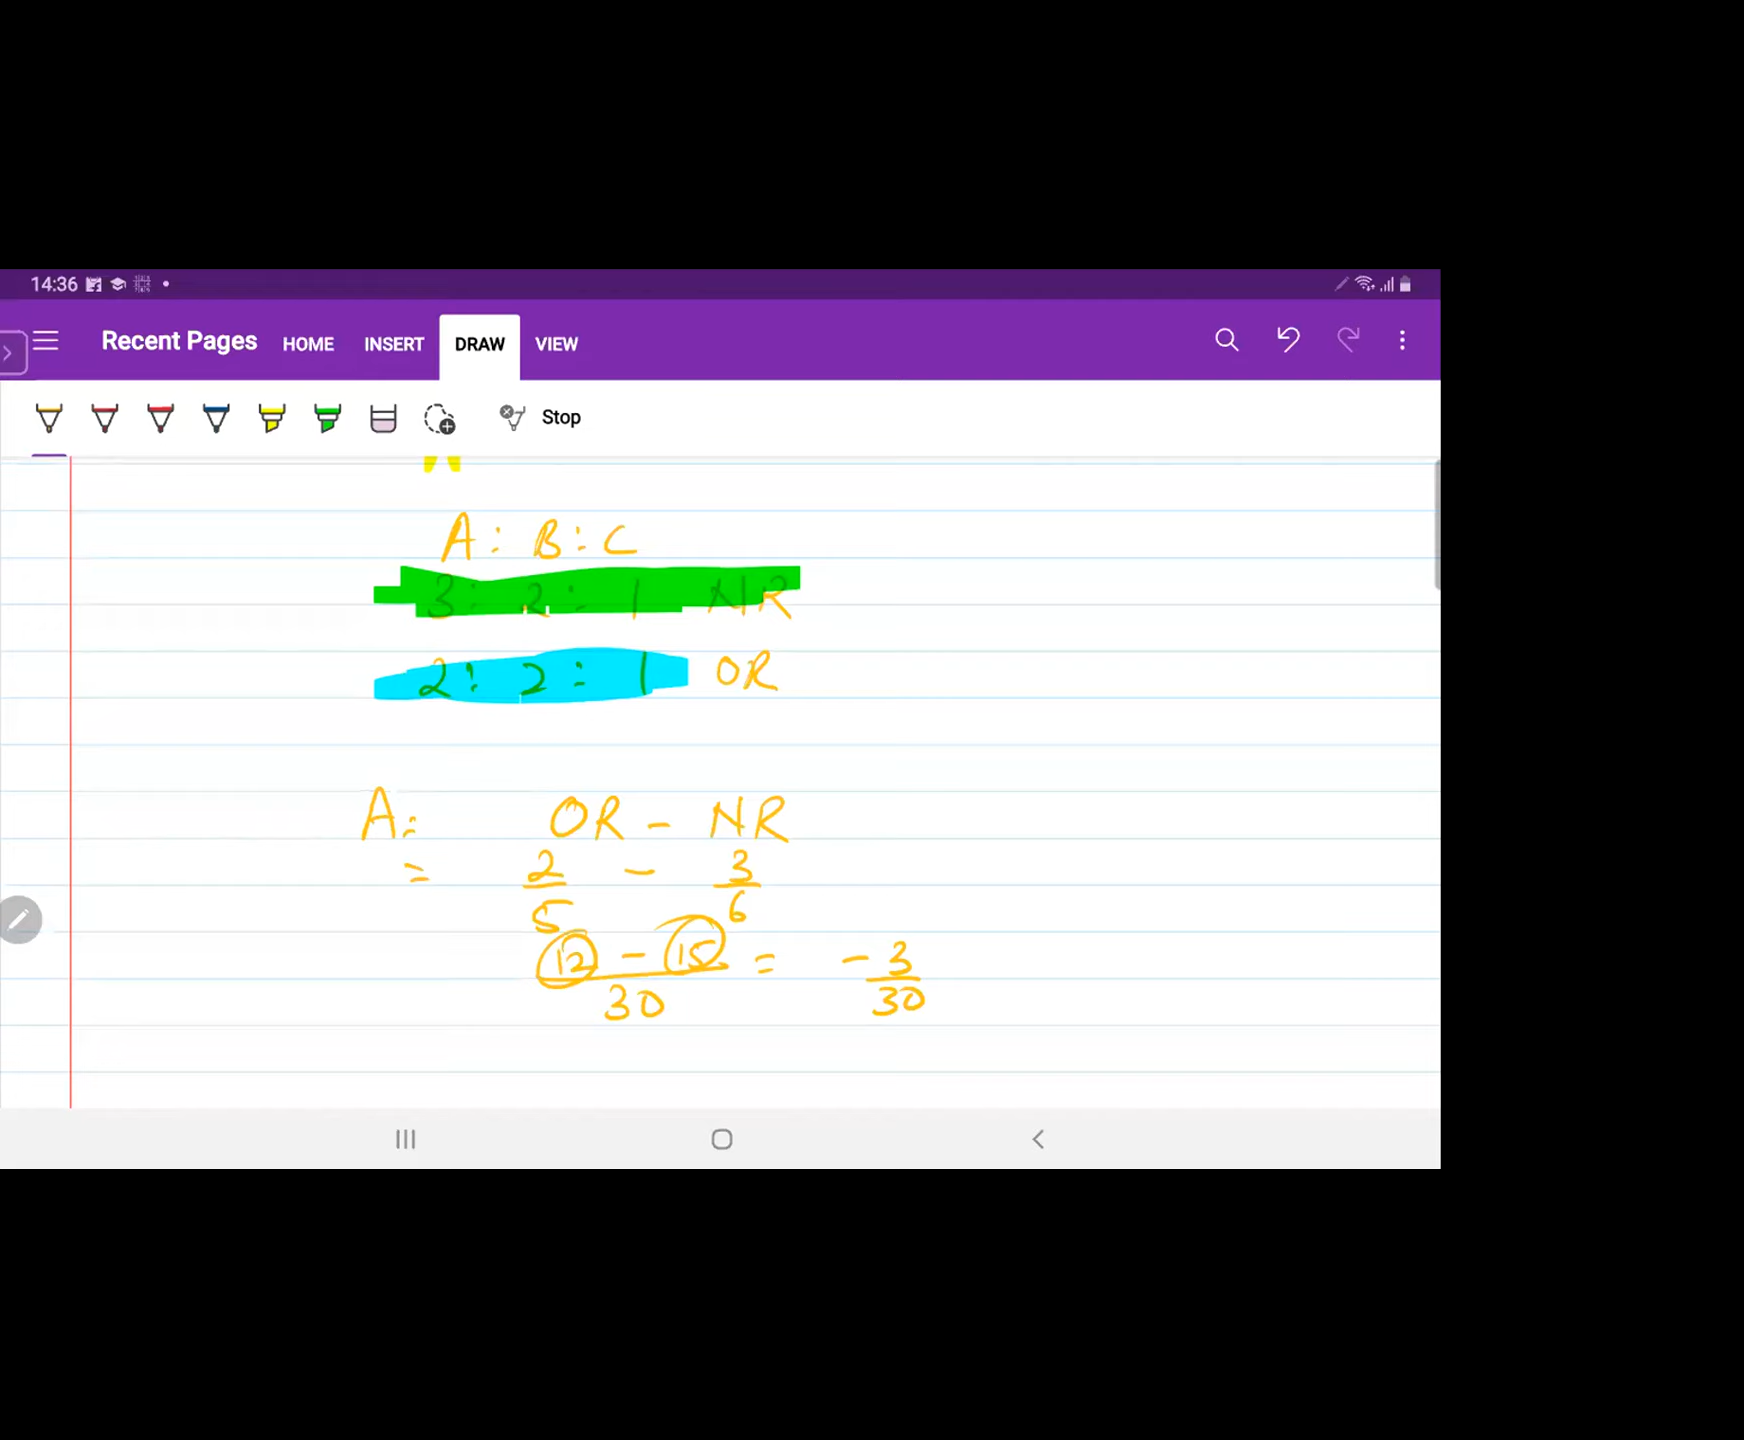 14:36
Recent Pages HOME INSERT DRAW VIEW
Stop
A : B : C
3 : 2 : 1 NR
2 : 2 : 1 OR
A: OR - NR
= 2/5 - 3/6
12 - 15 / 30 = - 3/30